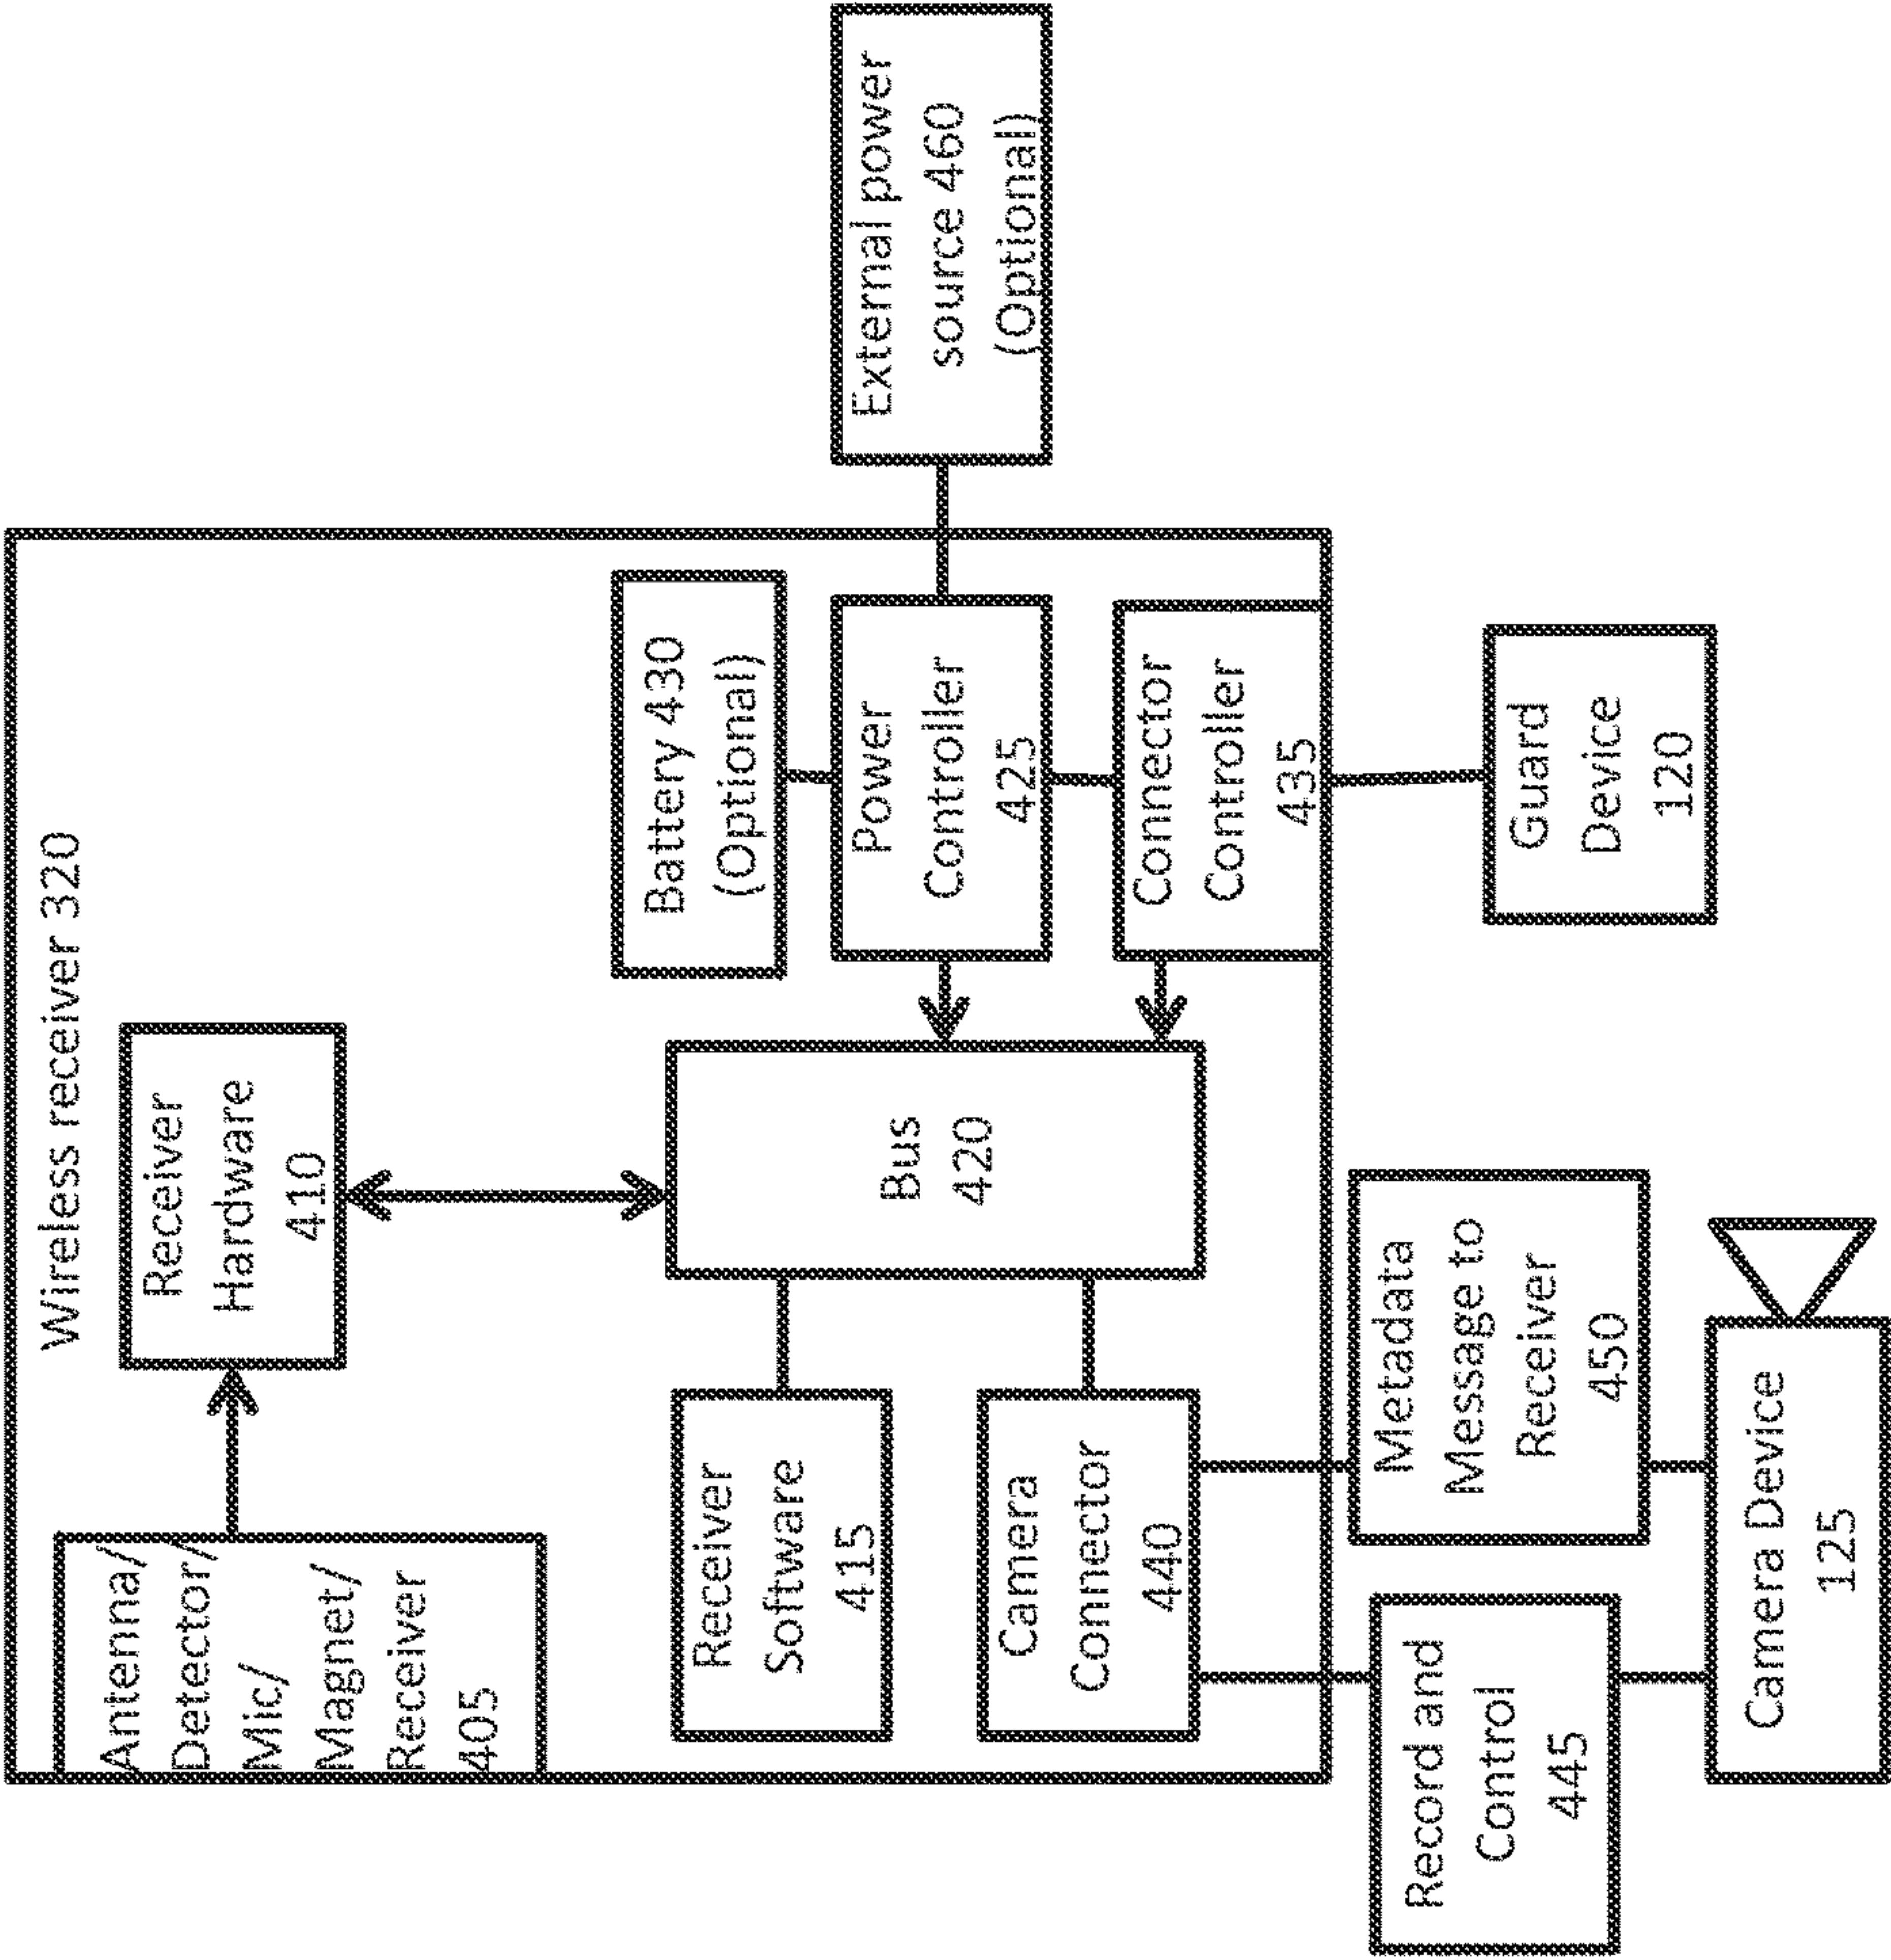 Wireless receiver 320
Antenna/
Detector/
Mic/
Magnet/
Receiver
405
Receiver
Hardware
410
Battery 430
(Optional)
Receiver
Software
415
Bus
420
Power
Controller
425
External power
source 460
(Optional)
Camera
Connector
440
Connector
Controller
435
Record and
Control
445
Metadata
Message to
Receiver
450
Guard
Device
120
Camera Device
125